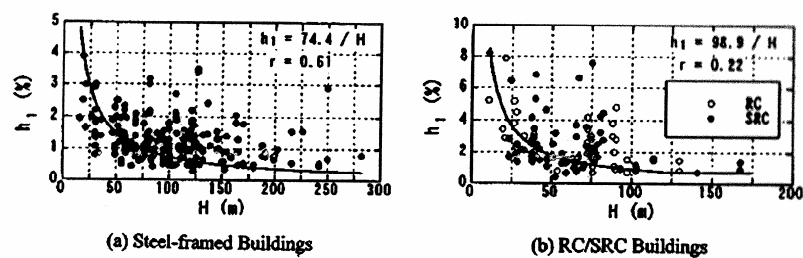 5
4
3
2
1
0
h₁ (%)
h₁ = 74.4 / H
r = 0.61
0 50 100 150 200 250 300
H (m)
(a) Steel-framed Buildings
10
8
6
4
2
0
h₁ (%)
h₁ = 98.9 / H
r = 0.22
RC
SRC
0 50 100 150 200
H (m)
(b) RC/SRC Buildings